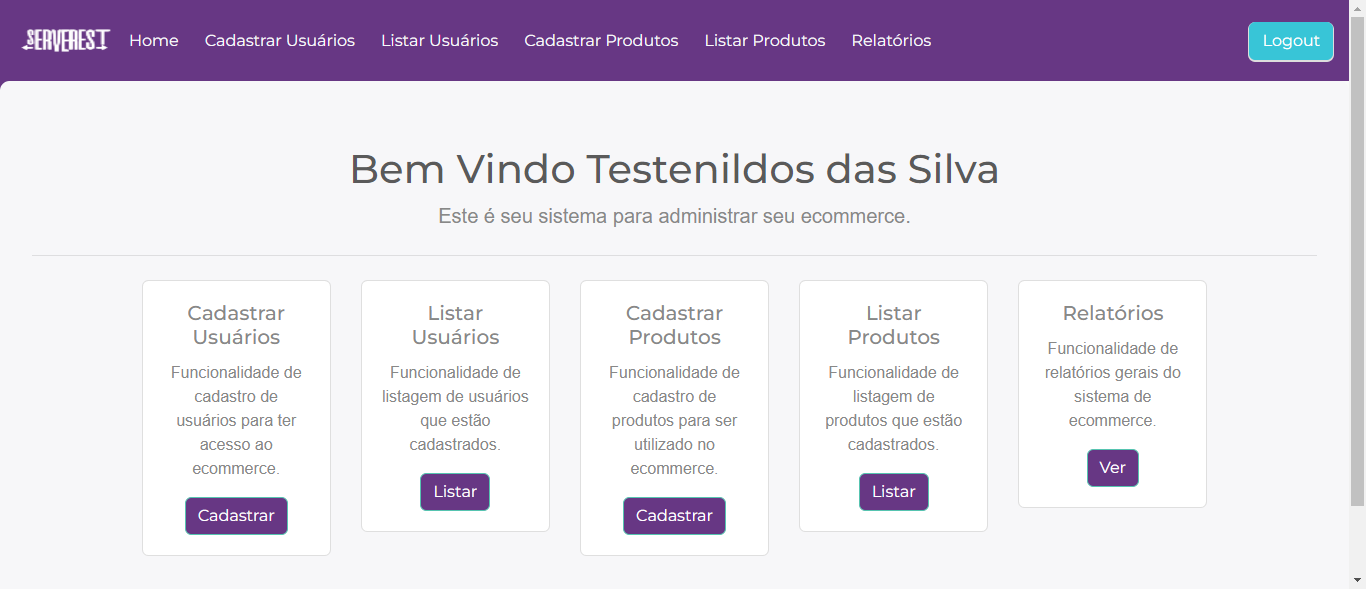 SERVEREST Home Cadastrar Usuários Listar Usuários Cadastrar Produtos Listar Produtos Relatórios Logout
Bem Vindo Testenildos das Silva
Este é seu sistema para administrar seu ecommerce.
Cadastrar
Usuários
Funcionalidade de
cadastro de
usuários para ter
acesso ao
ecommerce.
Cadastrar
Listar
Usuários
Funcionalidade de
listagem de usuários
que estão
cadastrados.
Listar
Cadastrar
Produtos
Funcionalidade de
cadastro de
produtos para ser
utilizado no
ecommerce.
Cadastrar
Listar
Produtos
Funcionalidade de
listagem de
produtos que estão
cadastrados.
Listar
Relatórios
Funcionalidade de
relatórios gerais do
sistema de
ecommerce.
Ver